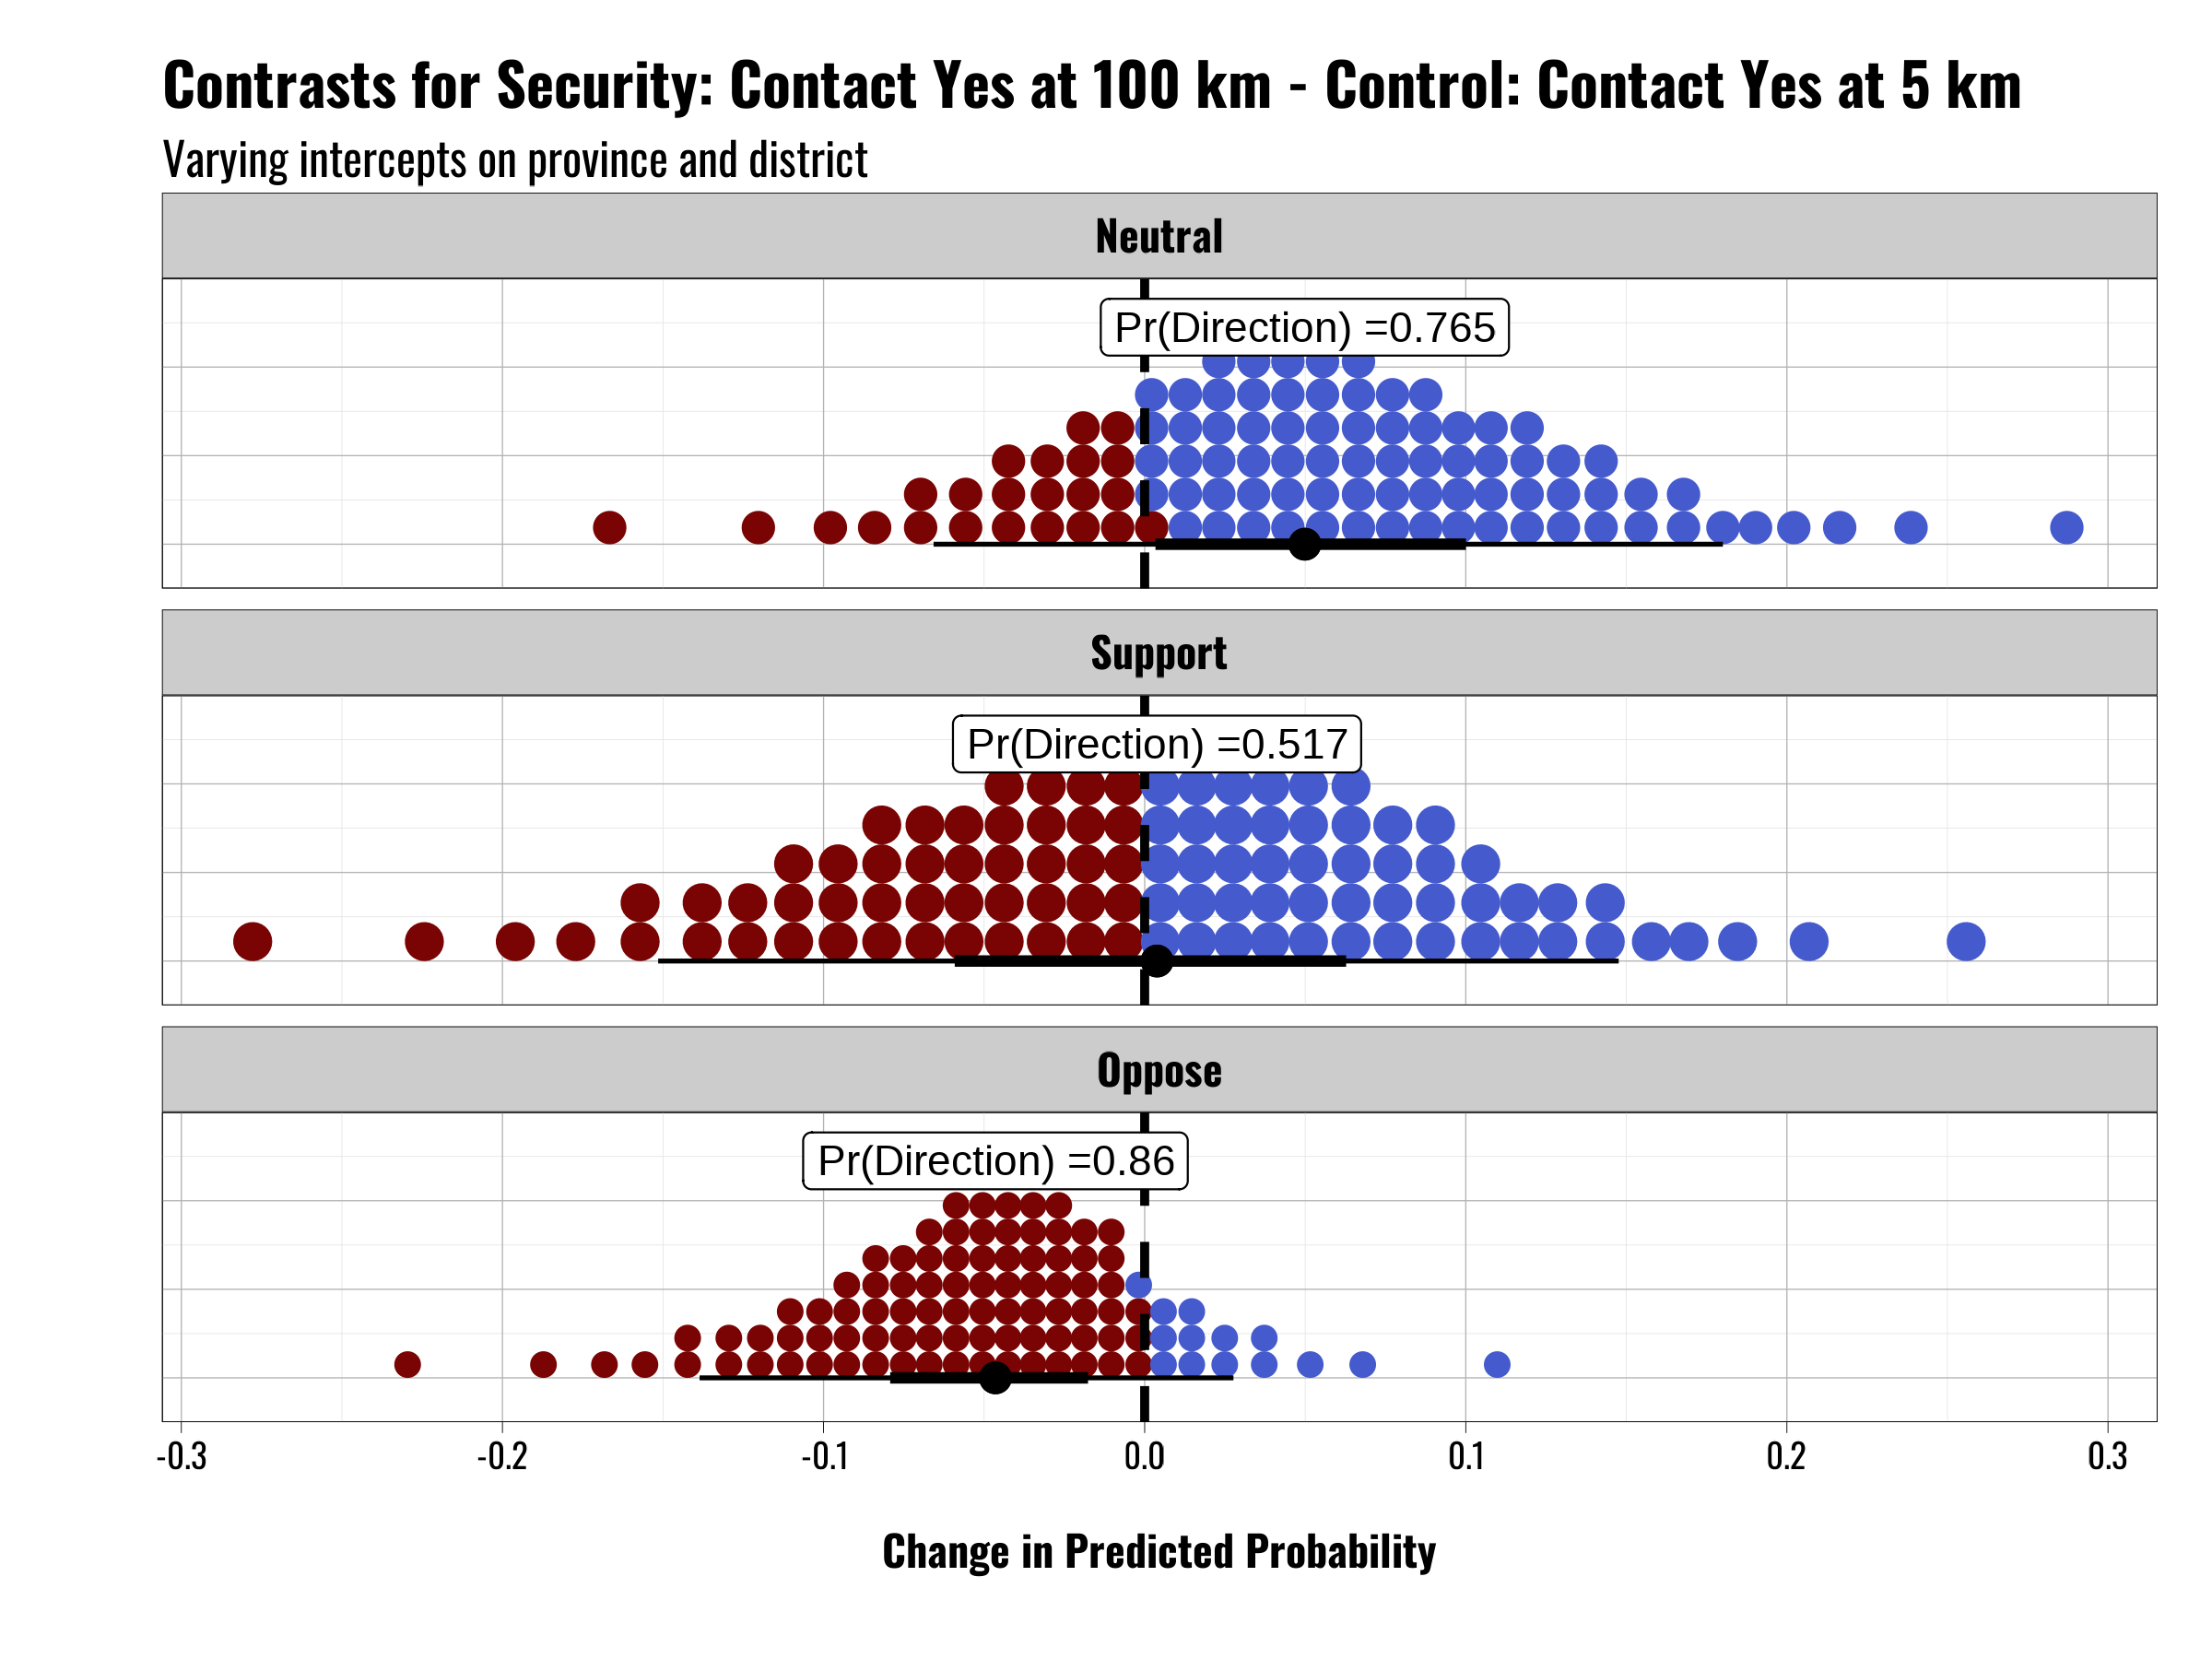 Contrasts for Security: Contact Yes at 100 km - Control: Contact Yes at 5 km
Varying intercepts on province and district
Neutral
Pr(Direction) =0.765
Support
Pr(Direction) =0.517
Oppose
Pr(Direction) =0.86
-0.3 -0.2 -0.1 0.0 0.1 0.2 0.3
Change in Predicted Probability